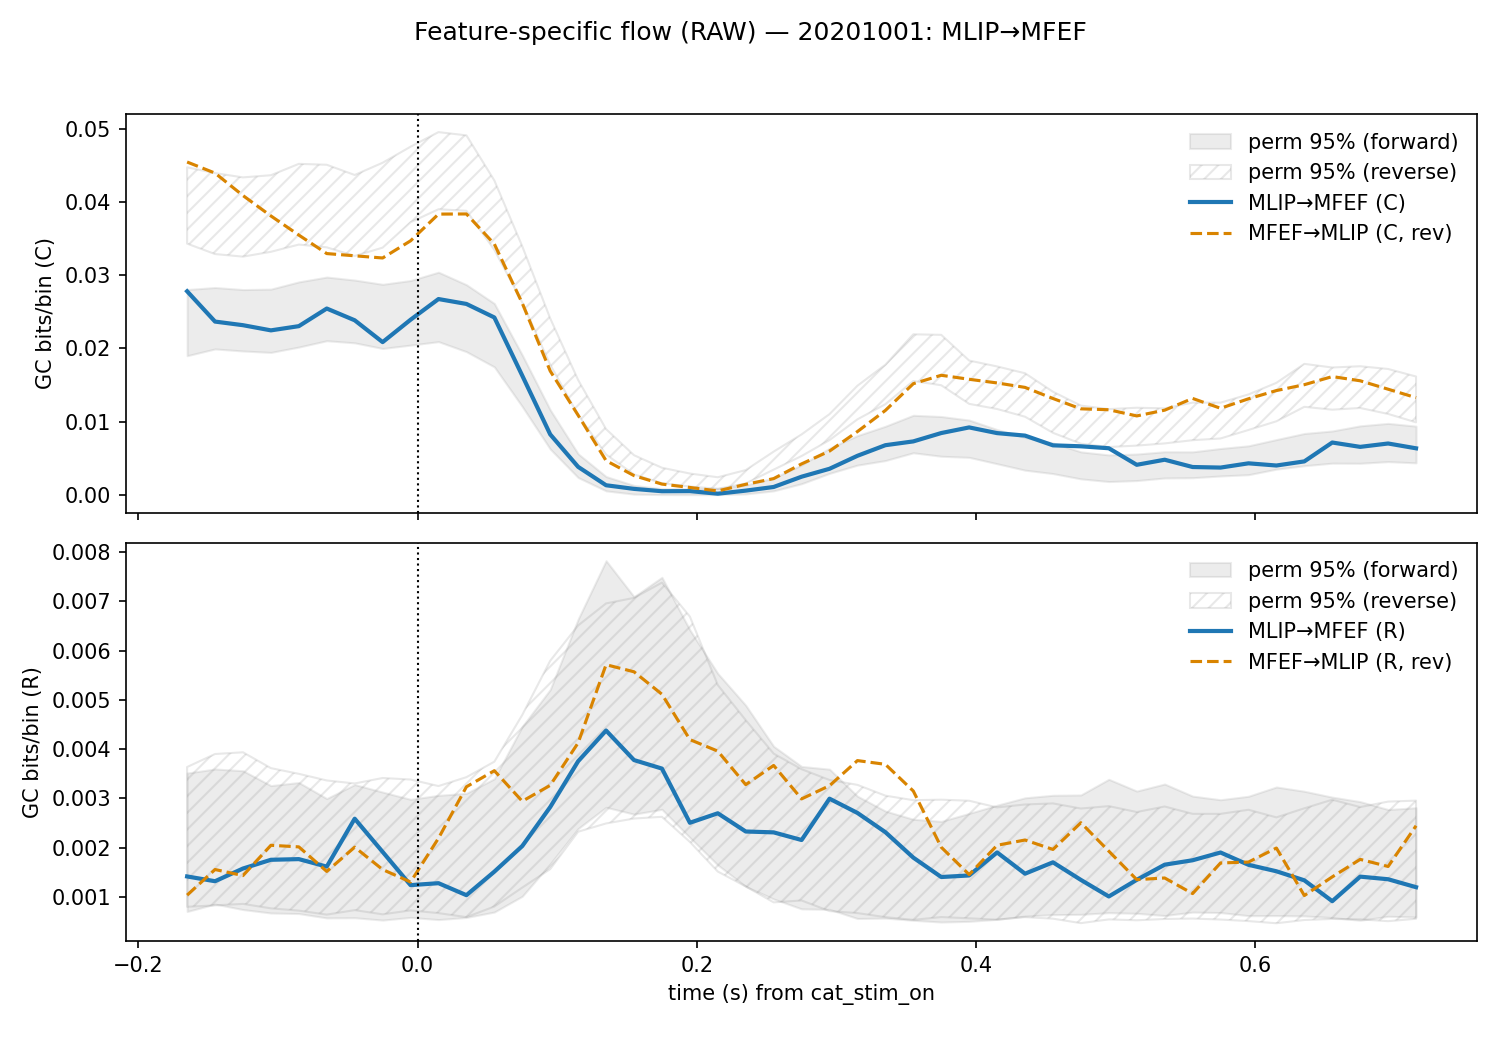 Feature-specific flow (RAW) — 20201001: MLIP→MFEF
GC bits/bin (C)
0.05
0.04
0.03
0.02
0.01
0.00
perm 95% (forward)
perm 95% (reverse)
MLIP→MFEF (C)
MFEF→MLIP (C, rev)
GC bits/bin (R)
0.008
0.007
0.006
0.005
0.004
0.003
0.002
0.001
perm 95% (forward)
perm 95% (reverse)
MLIP→MFEF (R)
MFEF→MLIP (R, rev)
−0.2 0.0 0.2 0.4 0.6
time (s) from cat_stim_on